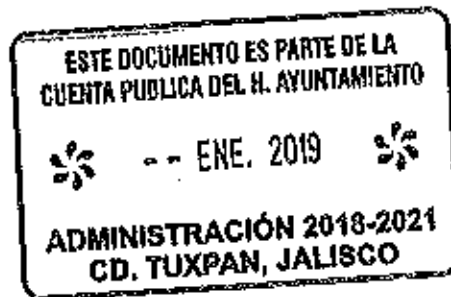 ESTE DOCUMENTO ES PARTE DE LA
CUENTA PUBLICA DEL H. AYUNTAMIENTO
-- ENE. 2019
ADMINISTRACIÓN 2018-2021
CD. TUXPAN, JALISCO